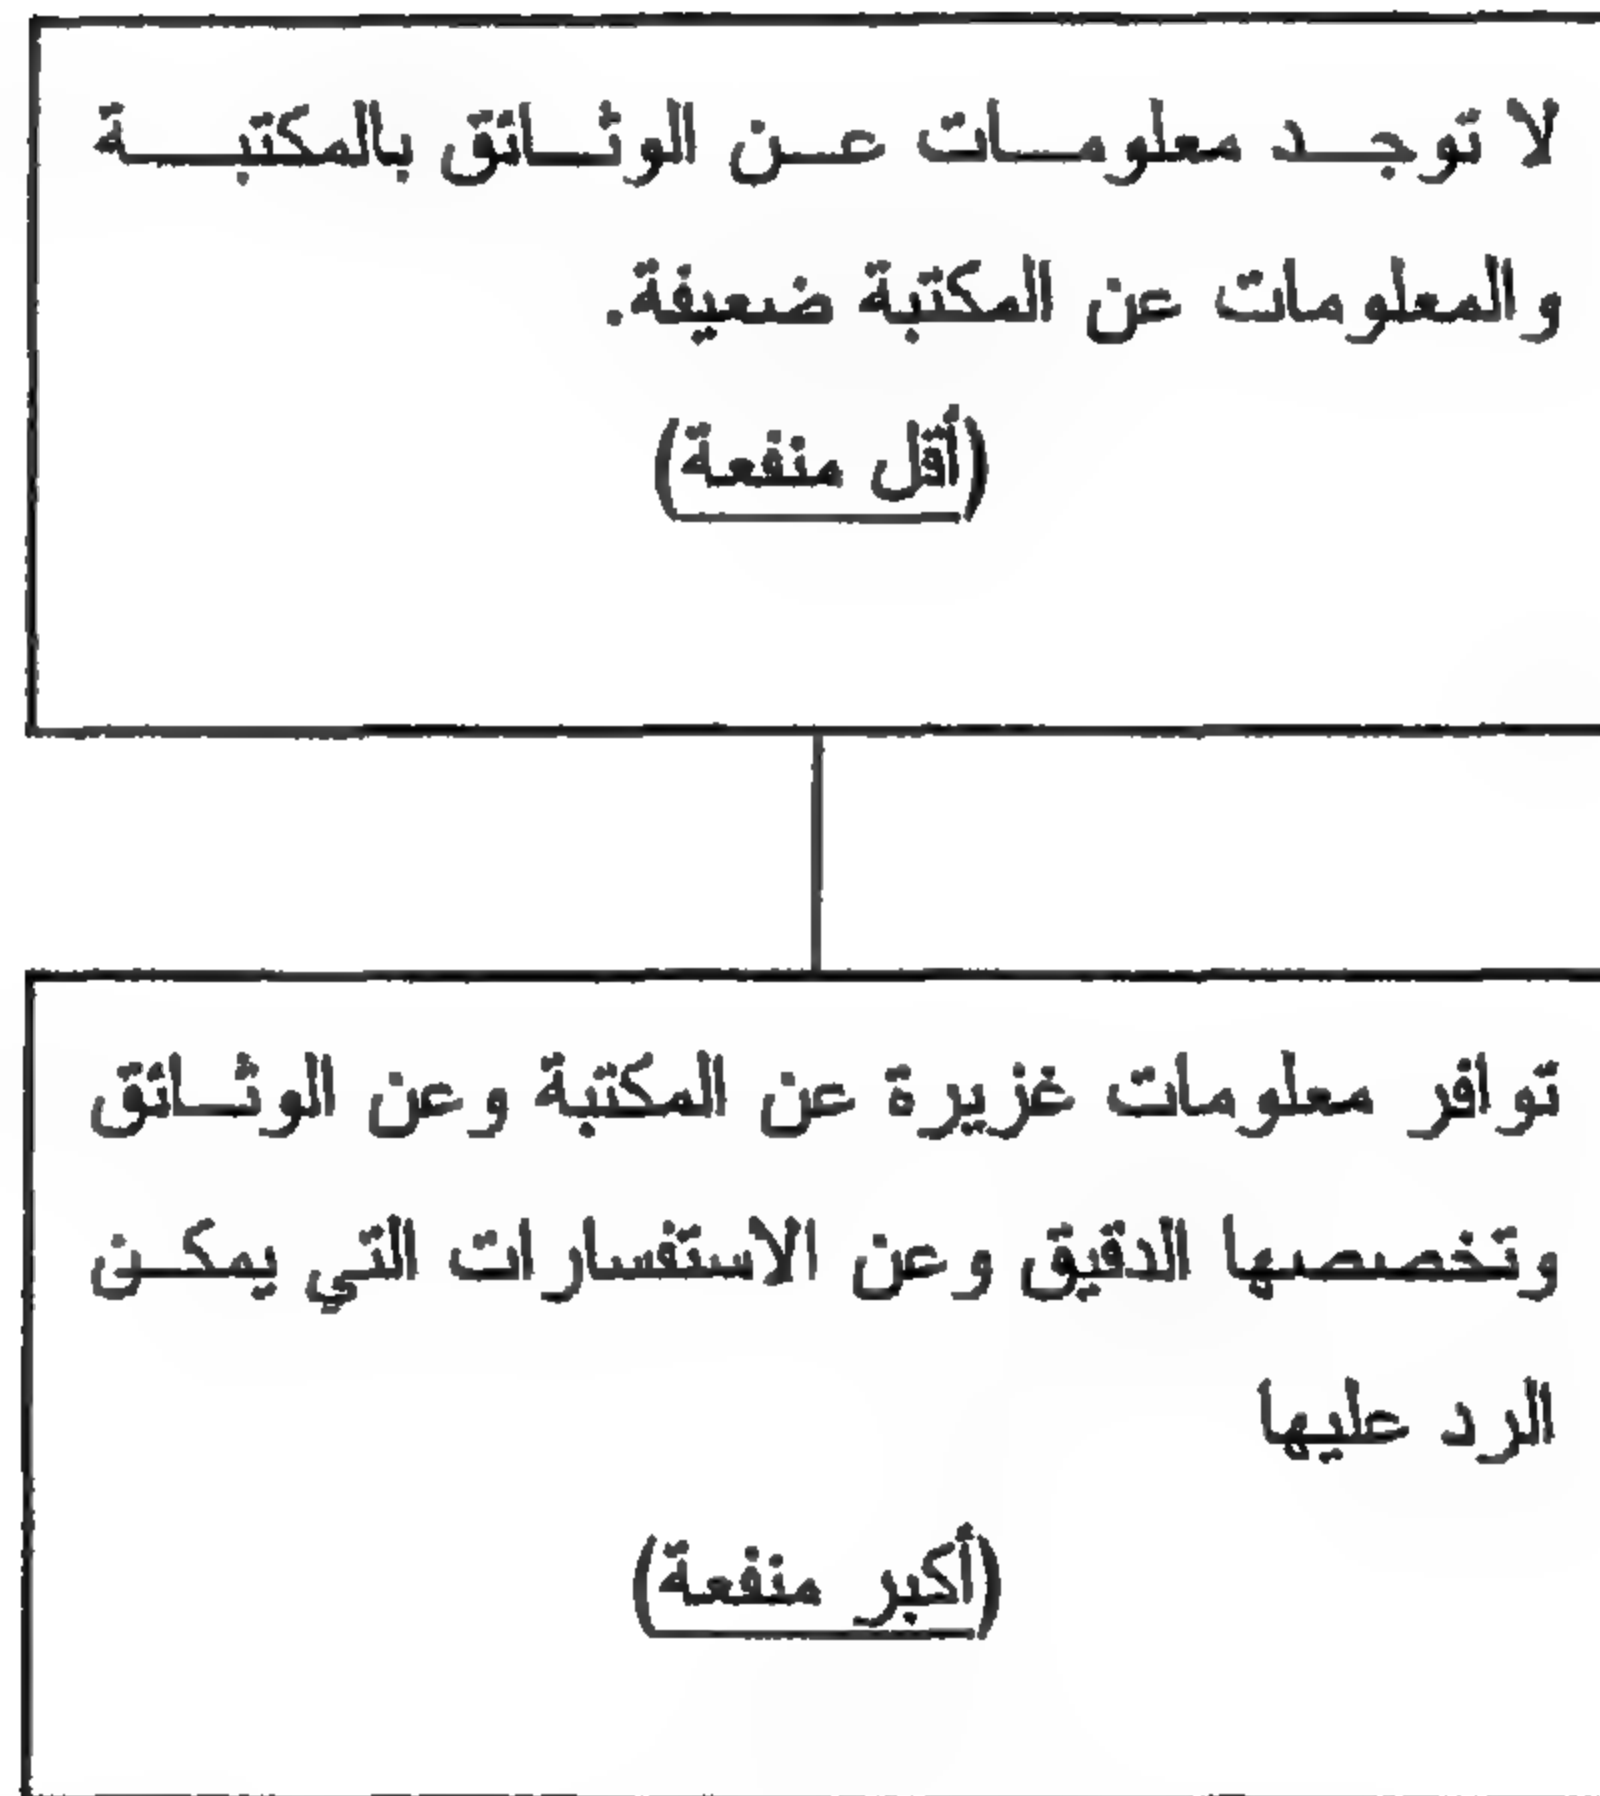 لا توجد معلومات عن الوثائق بالمكتبة
والمعلومات عن المكتبة ضعيفة.
(أقل منفعة)
توافر معلومات غزيرة عن المكتبة وعن الوثائق
وتخصصها الدقيق وعن الاستفسارات التي يمكن
الرد عليها
(أكبر منفعة)